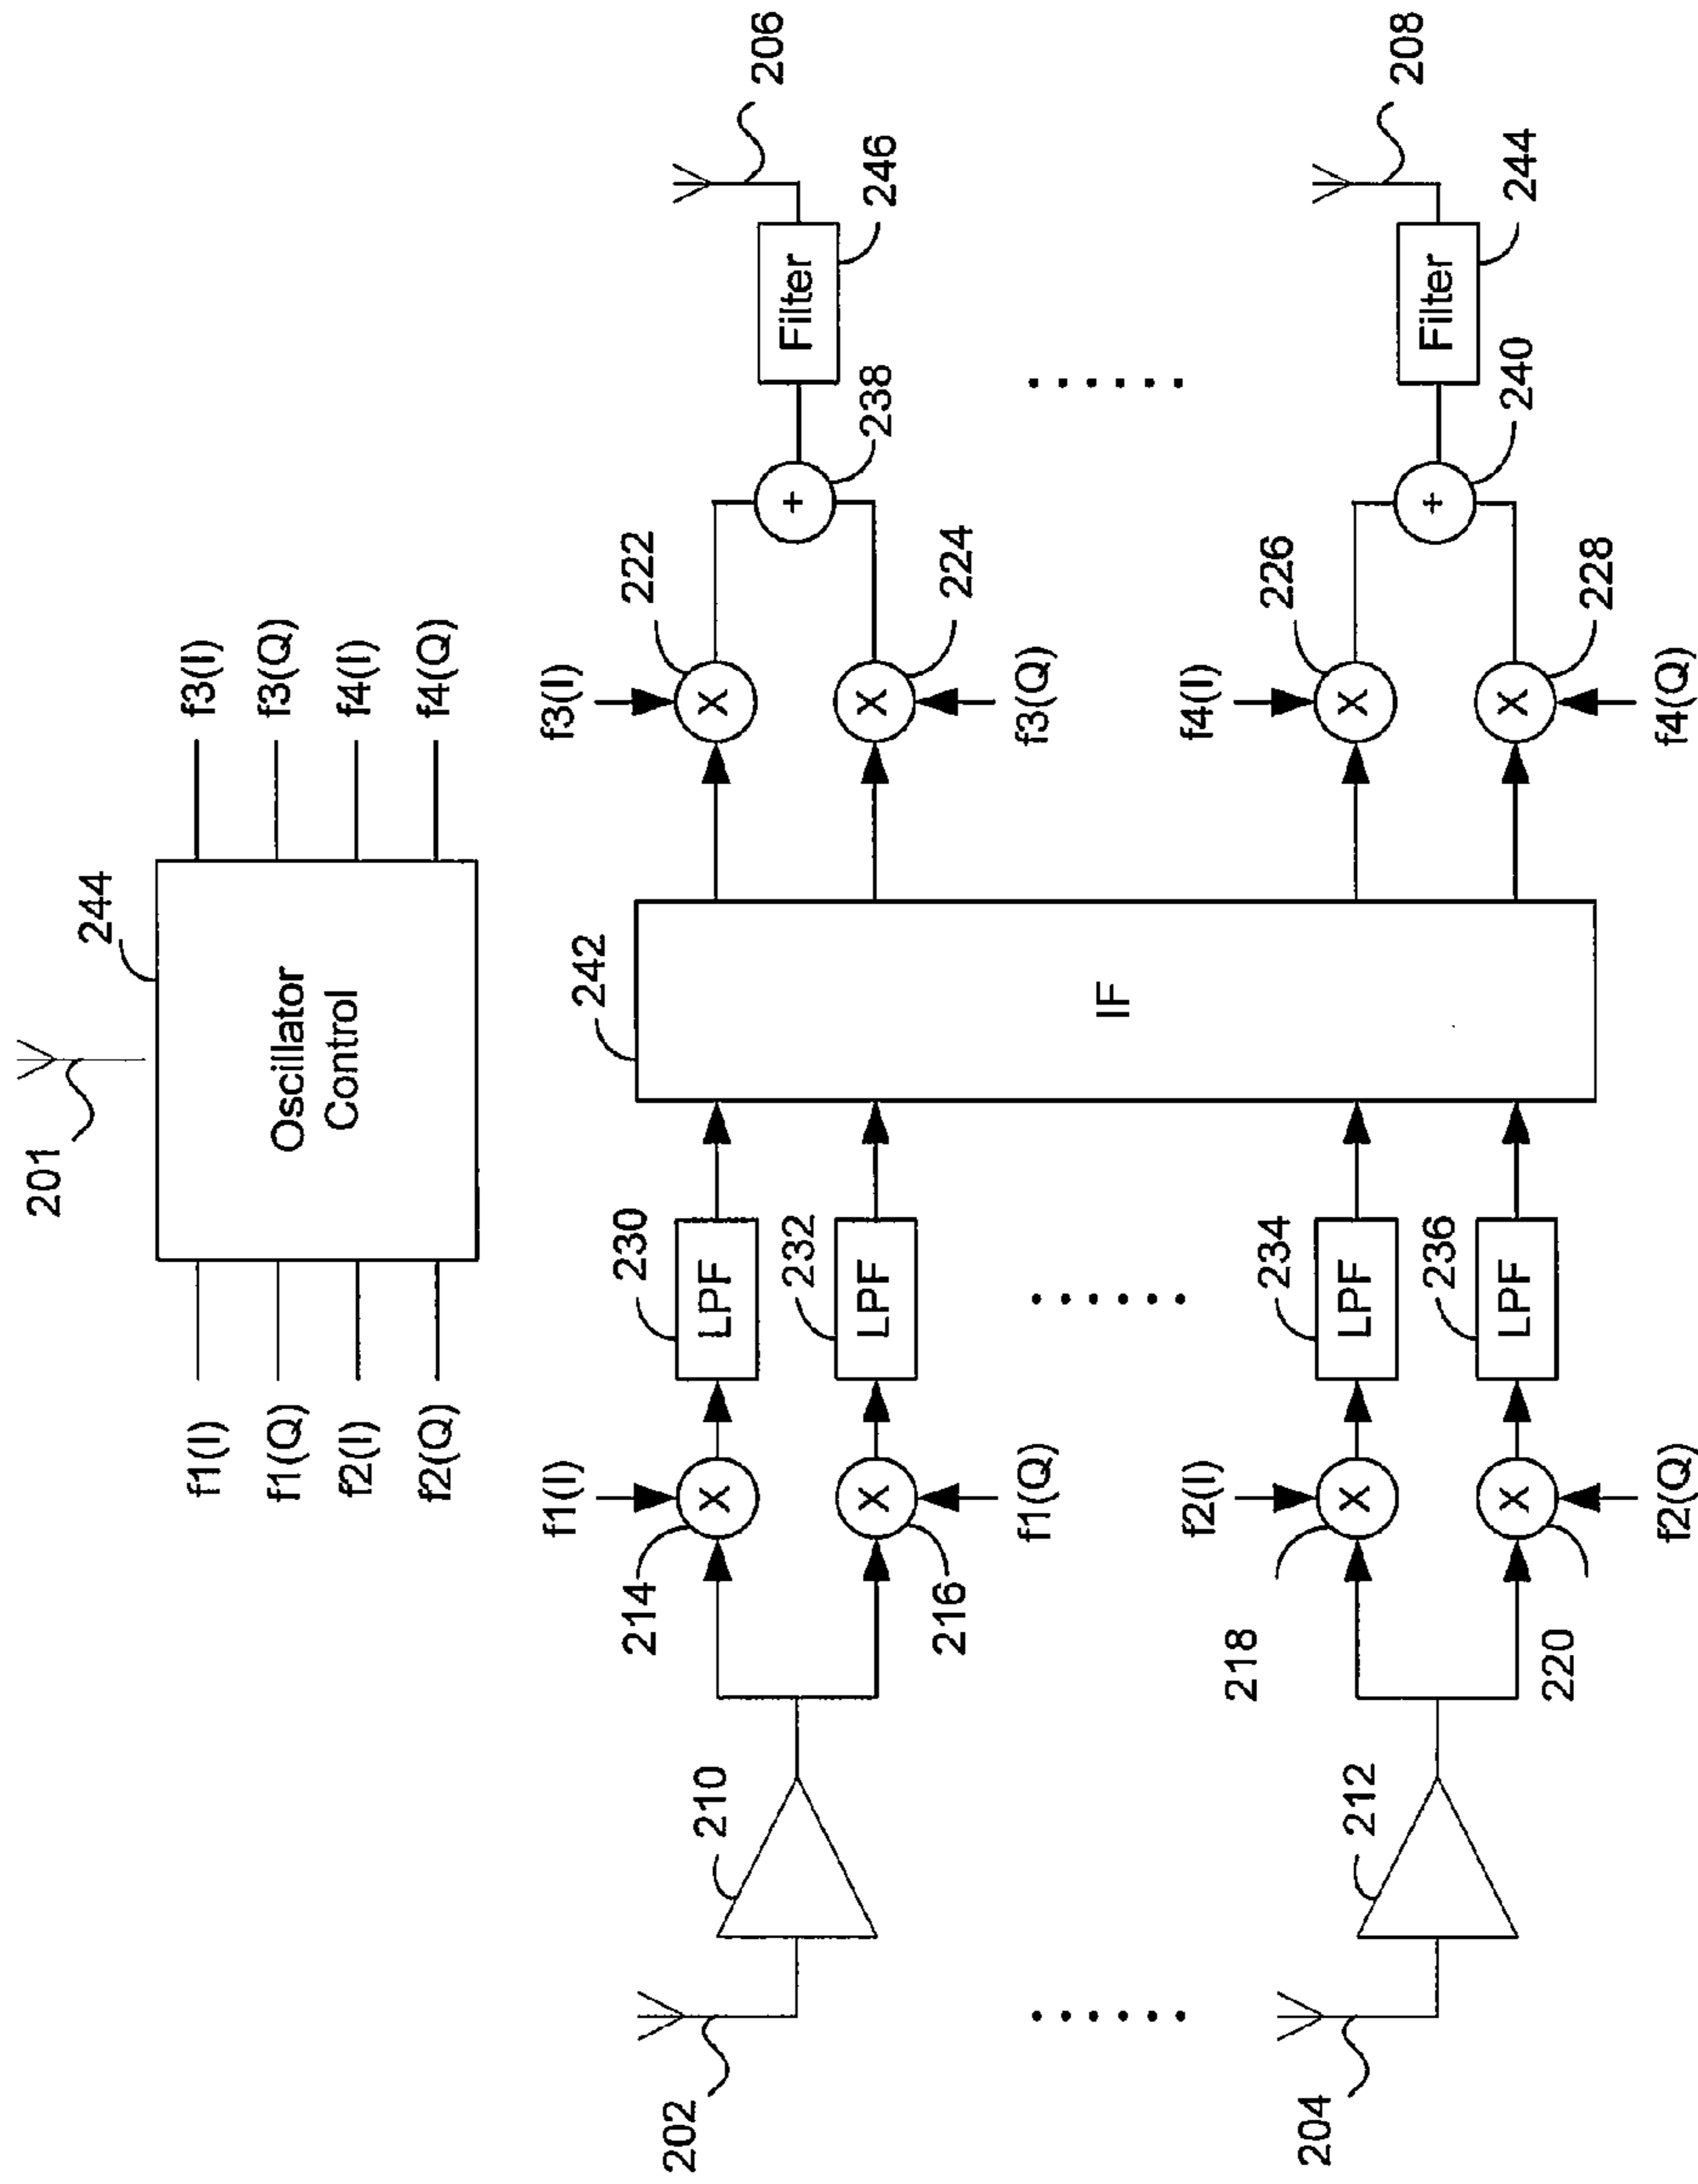 201
244
Oscillator
Control
f1(I)
f1(Q)
f2(I)
f2(Q)
f3(I)
f3(Q)
f4(I)
f4(Q)
202
210
214
f1(I)
216
f1(Q)
230
LPF
232
LPF
242
IF
f3(I)
222
X
X
X
X
224
f3(Q)
238
+
Filter
246
206
204
212
218
f2(I)
220
f2(Q)
X
X
234
LPF
236
LPF
f4(I)
226
X
X
228
f4(Q)
240
+
Filter
244
208